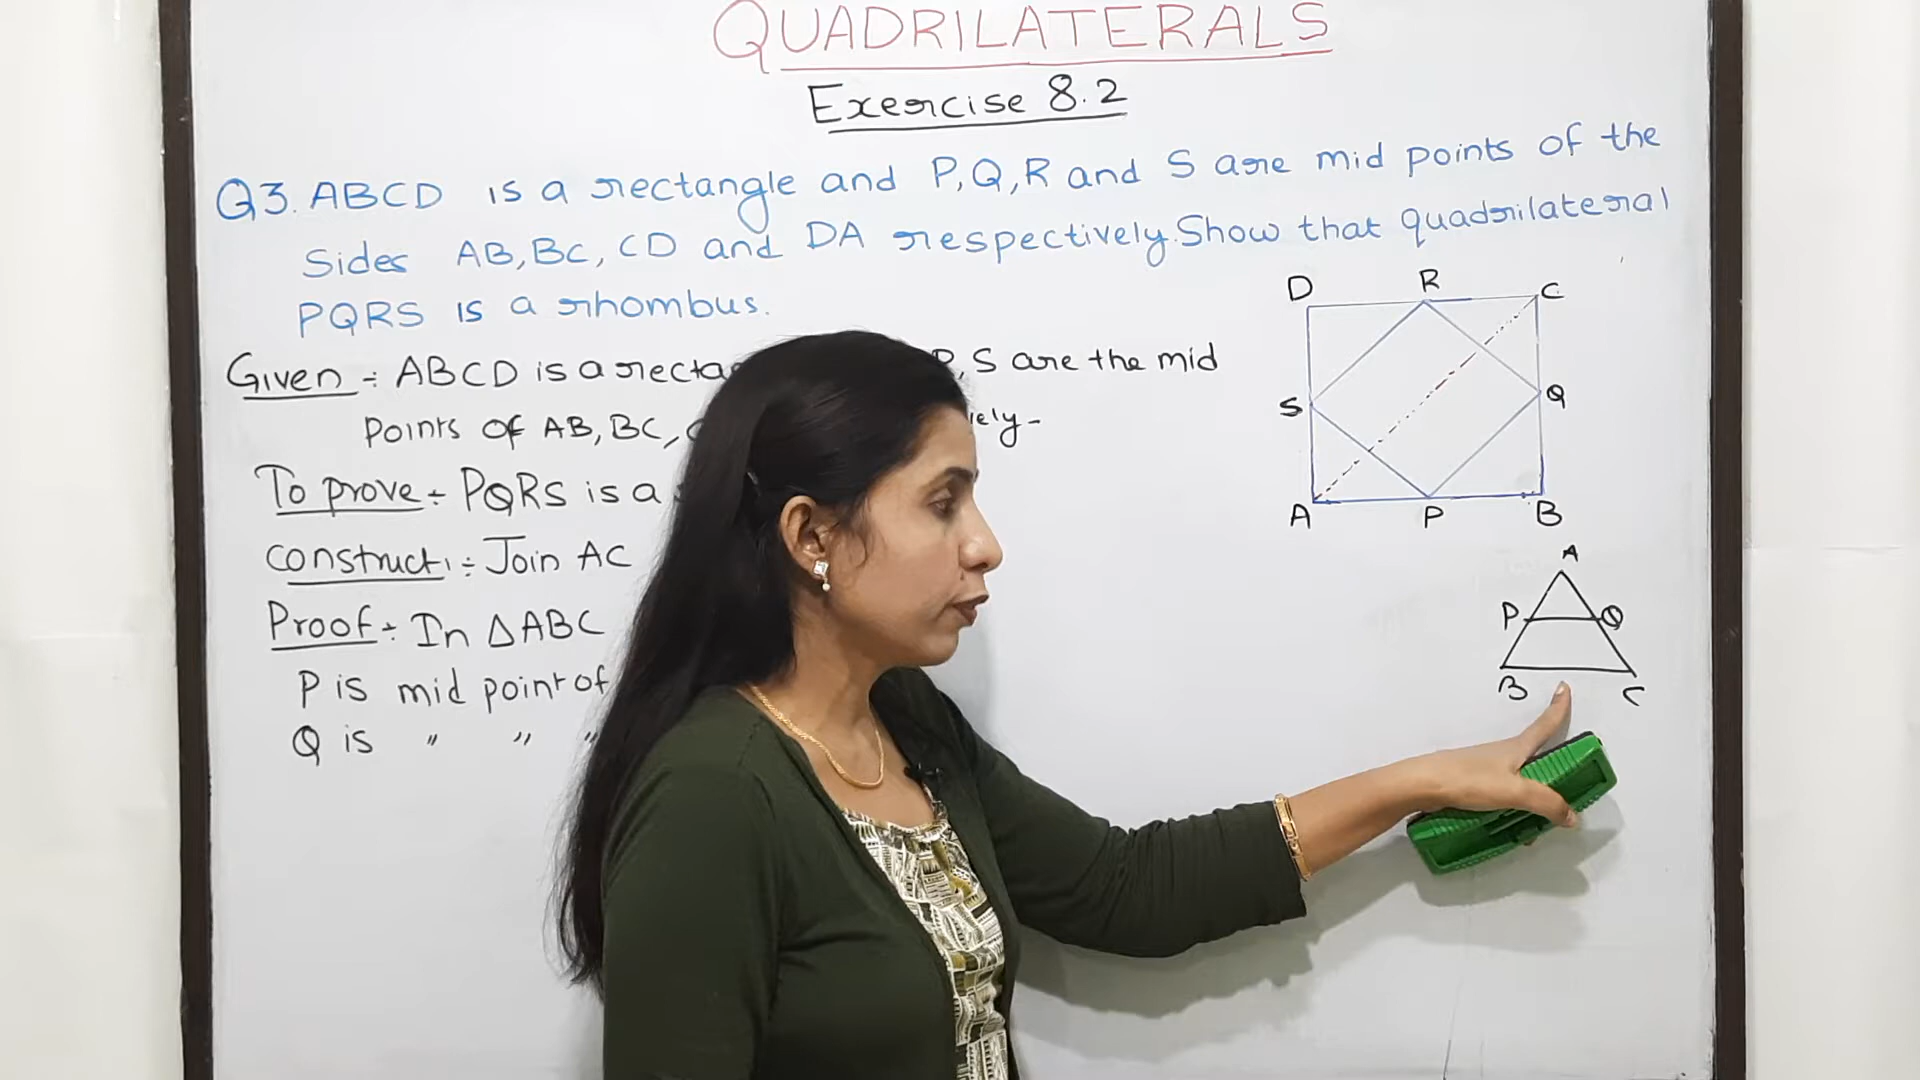 QUADRILATERALS
Exercise 8.2
Q3. ABCD is a rectangle and P,Q,R and S are mid points of the
Sides AB, BC, CD and DA respectively. Show that quadrilateral
PQRS is a rhombus.
Given :- ABCD is a ,S are the mid
Points of AB, BC,
To prove :- PQRS is a
Construct :- Join AC
Proof :- In △ABC
P is mid point of
Q is " " "
D R C
S Q
A P B
A
P Q
B C